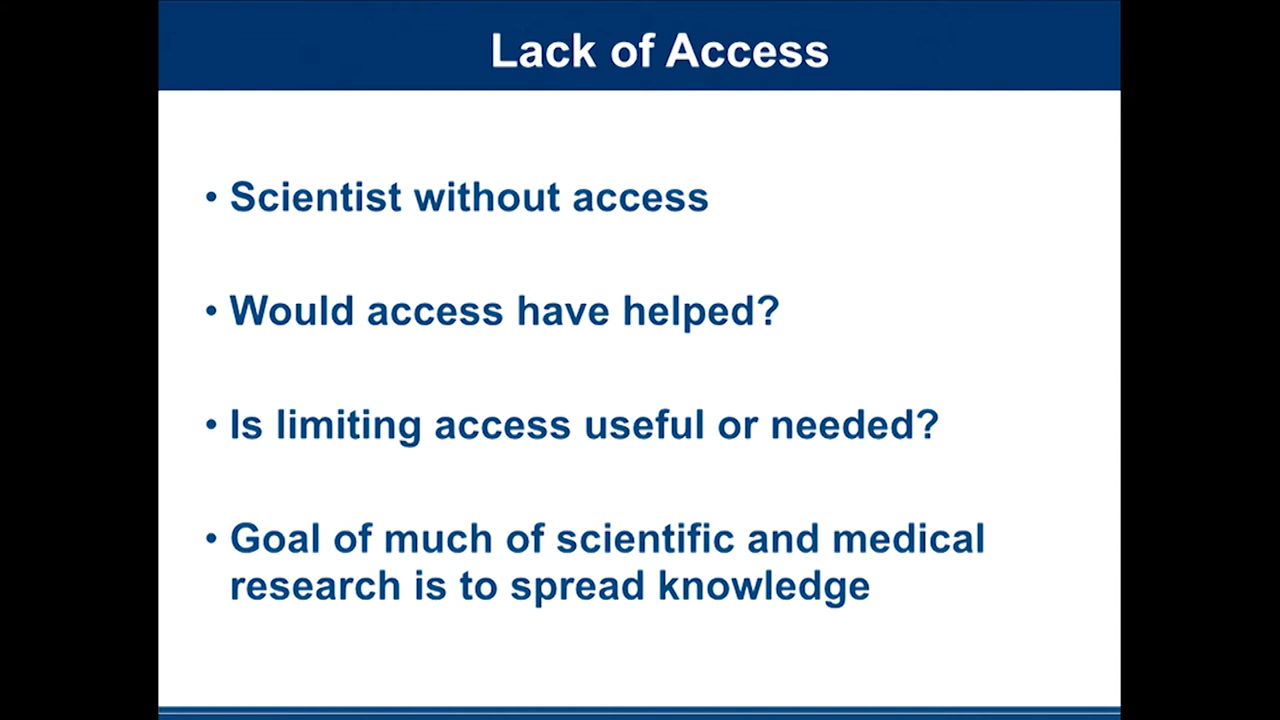 Lack of Access
• Scientist without access
• Would access have helped?
• Is limiting access useful or needed?
• Goal of much of scientific and medical
research is to spread knowledge